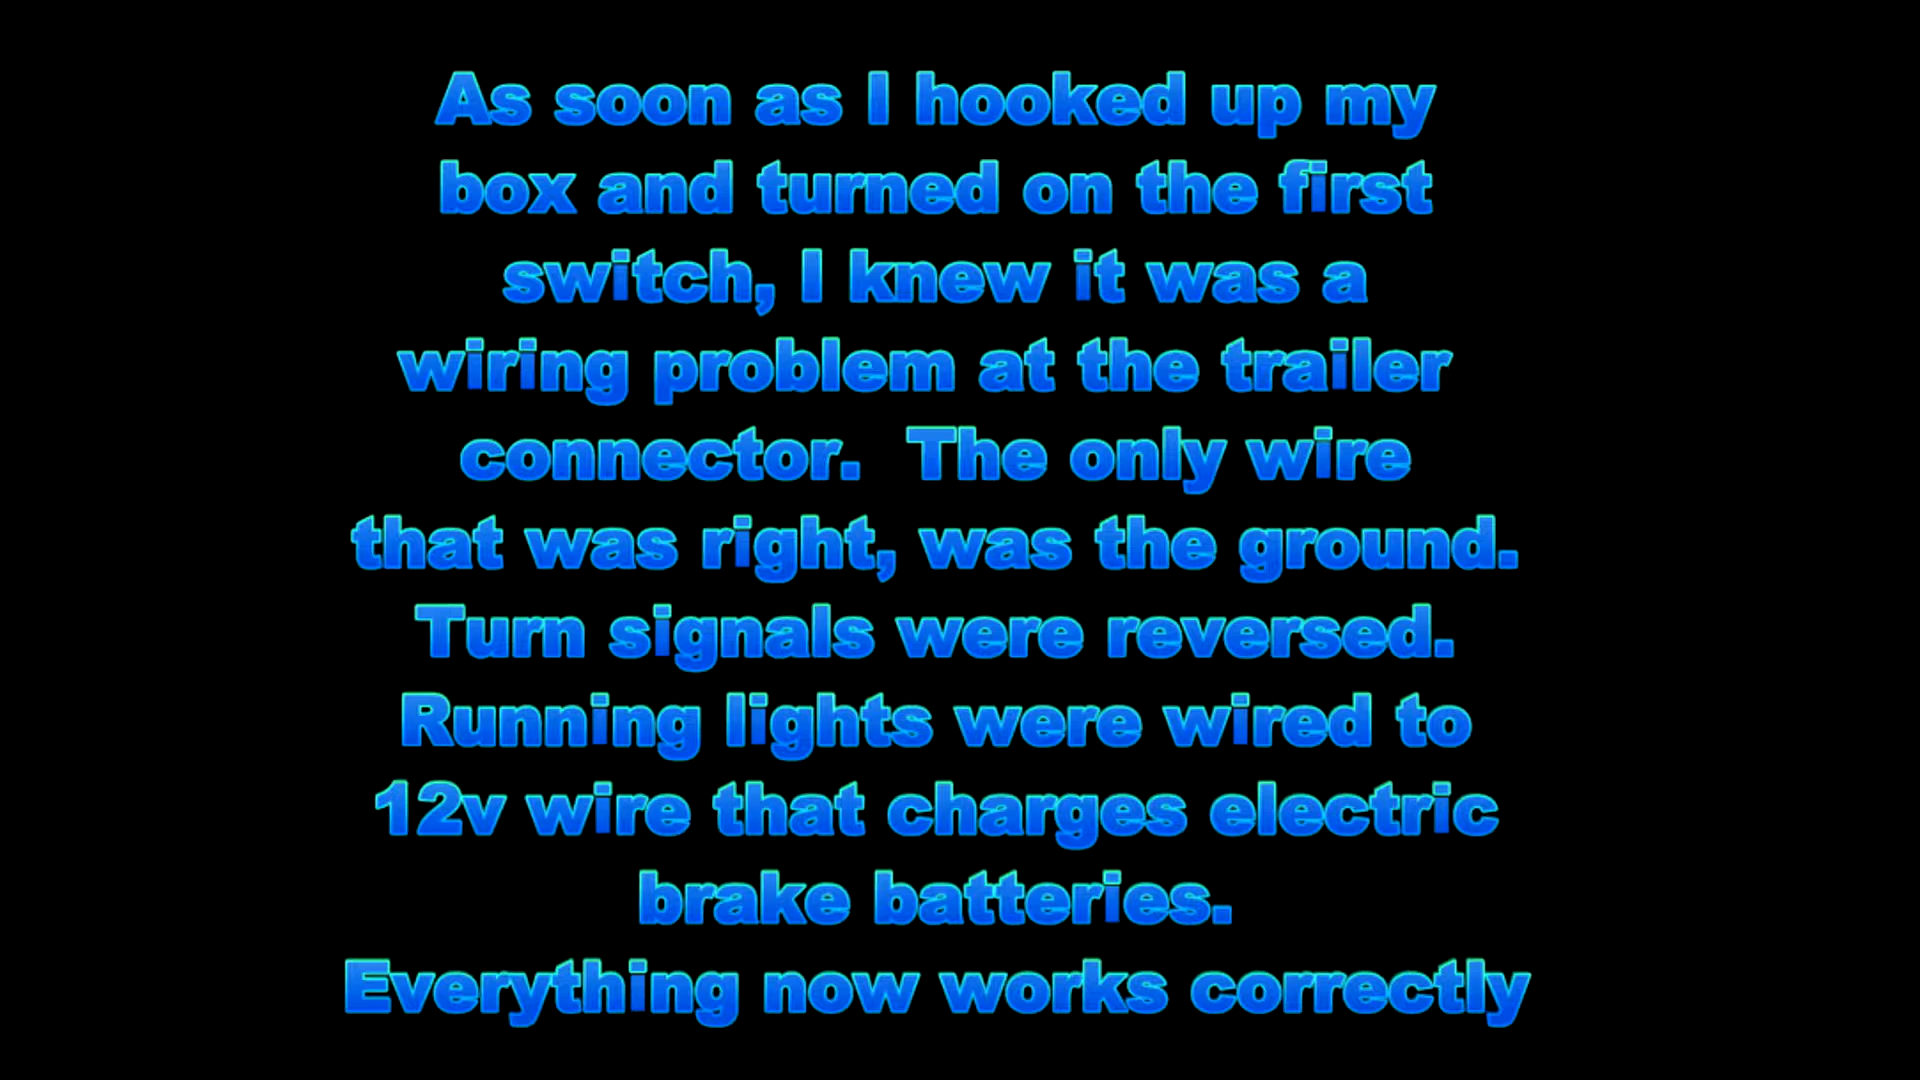 As soon as I hooked up my
box and turned on the first
switch, I knew it was a
wiring problem at the trailer
connector.  The only wire
that was right, was the ground.
Turn signals were reversed.
Running lights were wired to
12v wire that charges electric
brake batteries.
Everything now works correctly